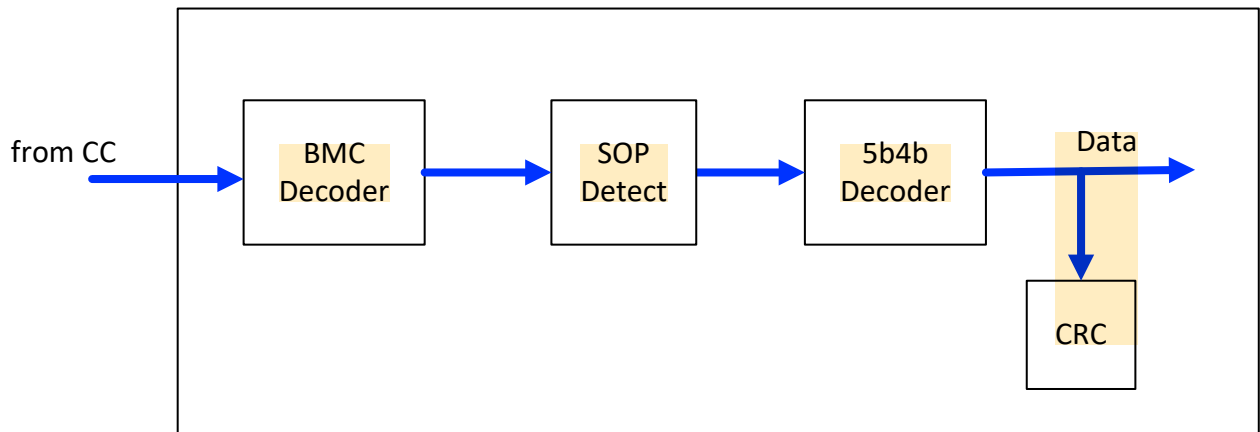 from CC
BMC
Decoder
SOP
Detect
5b4b
Decoder
Data
CRC